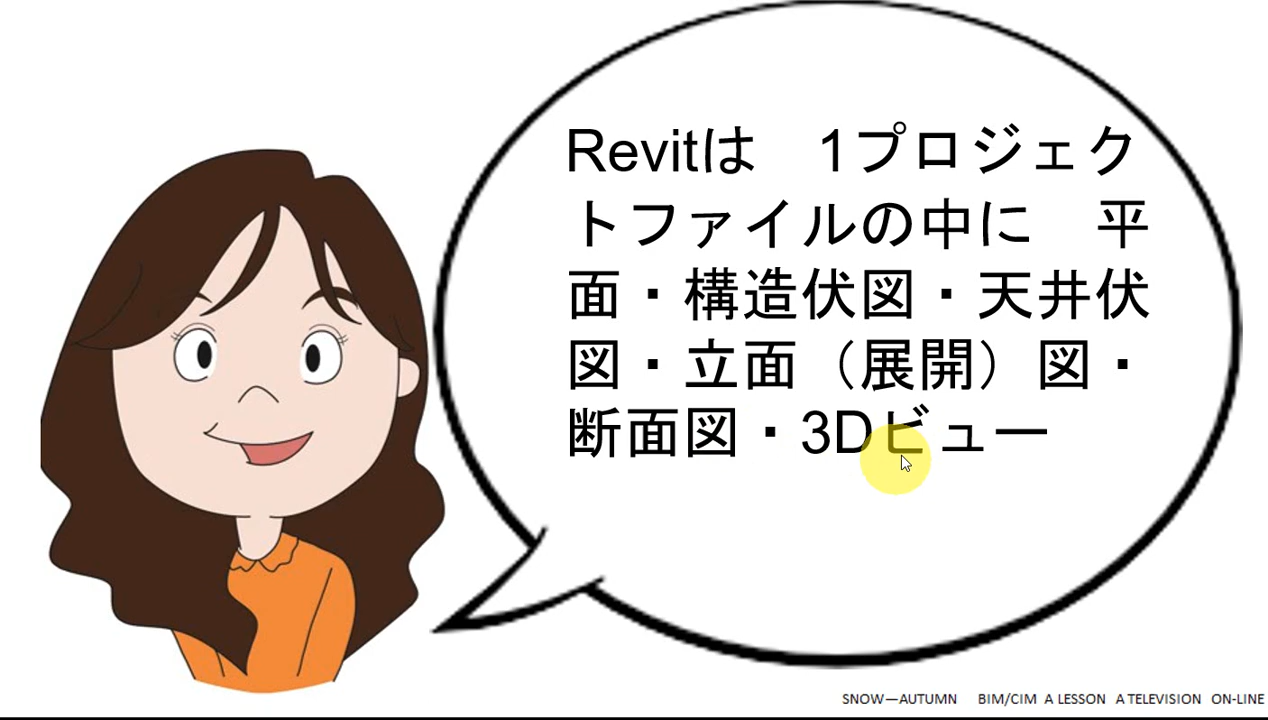 Revitは　1プロジェク
トファイルの中に　平
面・構造伏図・天井伏
図・立面（展開）図・
断面図・3Dビュー
SNOW―AUTUMN BIM/CIM A LESSON A TELEVISION ON-LINE